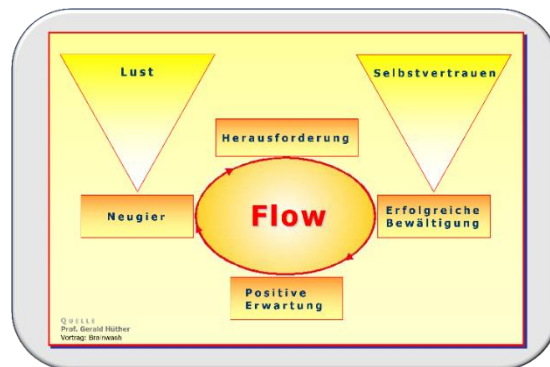 Lust
Selbstvertrauen
Herausforderung
Neugier
Flow
Erfolgreiche
Bewältigung
Positive
Erwartung
QUELLE
Prof. Gerald Hüther
Vortrag: Brainwash